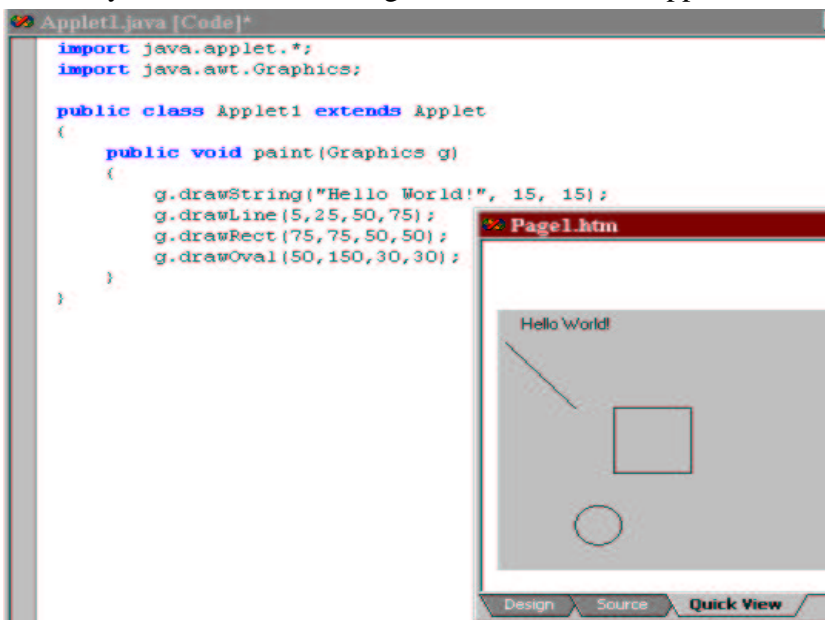 Applet1.java [Code]*
import java.applet.*;
import java.awt.Graphics;
public class Applet1 extends Applet
{
public void paint(Graphics g)
{
g.drawString("Hello World!", 15, 15);
g.drawLine(5,25,50,75);
g.drawRect(75,75,50,50);
g.drawOval(50,150,30,30);
}
}
Page1.htm
Hello World!
Design Source Quick View